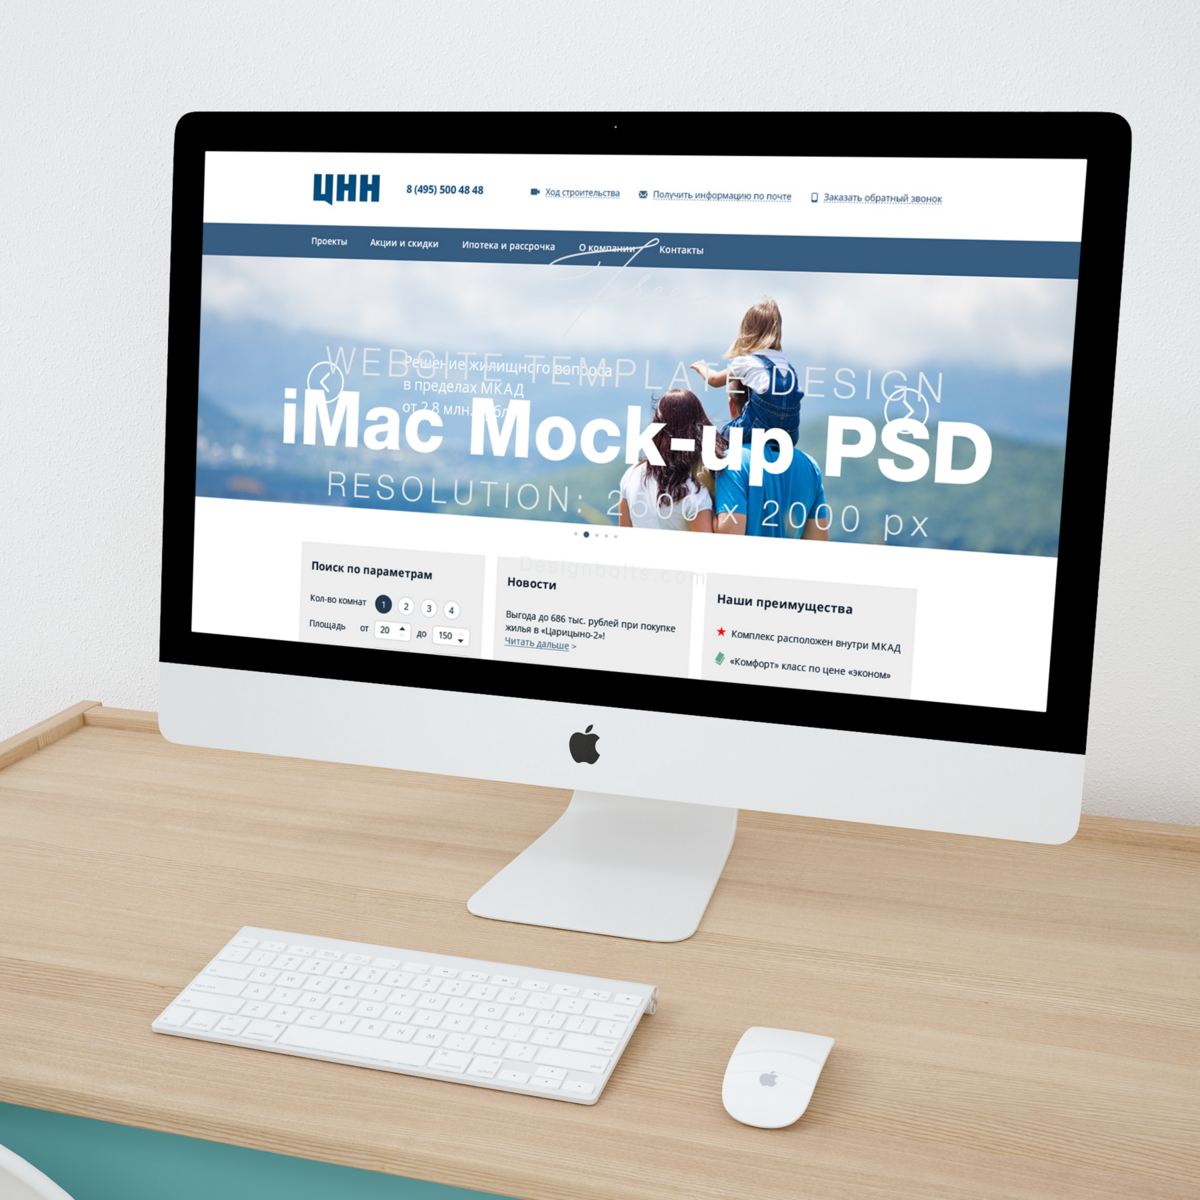 ЦНН
8 (495) 500 48 48
Ход строительства
Получить информацию по почте
Заказать обратный звонок
Проекты
Акции и скидки
Ипотека и рассрочка
О компании
Контакты
Free
WEBSITE TEMPLATE DESIGN
Решение жилищного вопроса
в пределах МКАД
от 2,8 млн.
iMac Mock-up PSD
RESOLUTION: 2600 x 2000 px
Designbolts.com
Поиск по параметрам
Кол-во комнат 1 2 3 4
Площадь от 20 до 150
Новости
Выгода до 686 тыс. рублей при покупке
жилья в «Царицыно-2»!
Читать дальше >
Наши преимущества
Комплекс расположен внутри МКАД
«Комфорт» класс по цене «эконом»